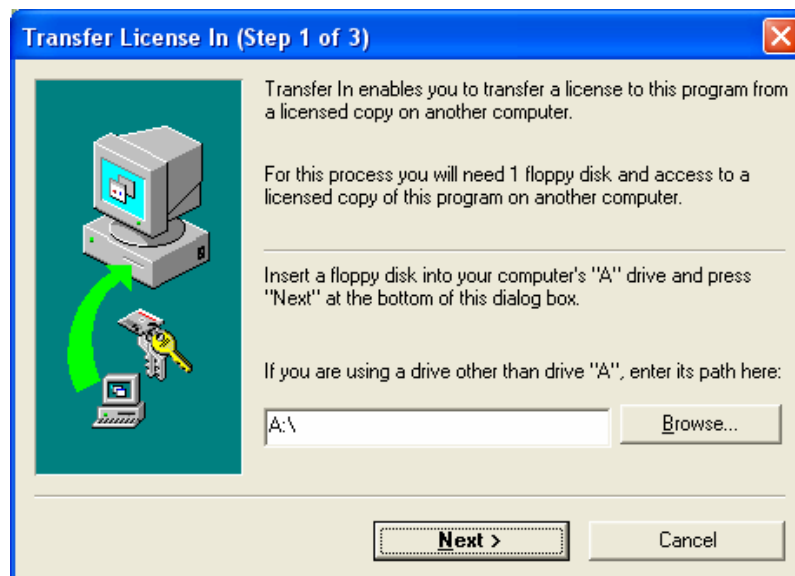 Transfer License In (Step 1 of 3)
Transfer In enables you to transfer a license to this program from
a licensed copy on another computer.
For this process you will need 1 floppy disk and access to a
licensed copy of this program on another computer.
Insert a floppy disk into your computer's "A" drive and press
"Next" at the bottom of this dialog box.
If you are using a drive other than drive "A", enter its path here:
A:\
Browse...
Next >
Cancel